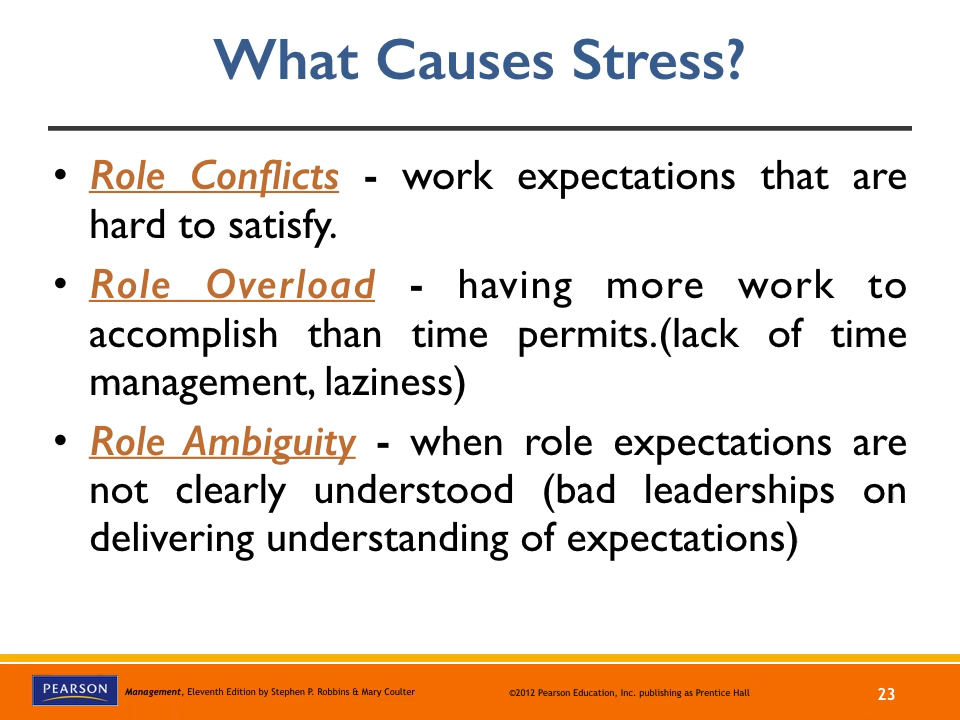 What Causes Stress?
• Role Conflicts - work expectations that are
hard to satisfy.
• Role Overload - having more work to
accomplish than time permits.(lack of time
management, laziness)
• Role Ambiguity - when role expectations are
not clearly understood (bad leaderships on
delivering understanding of expectations)
PEARSON
Management, Eleventh Edition by Stephen P. Robbins & Mary Coulter
©2012 Pearson Education, Inc. publishing as Prentice Hall
23